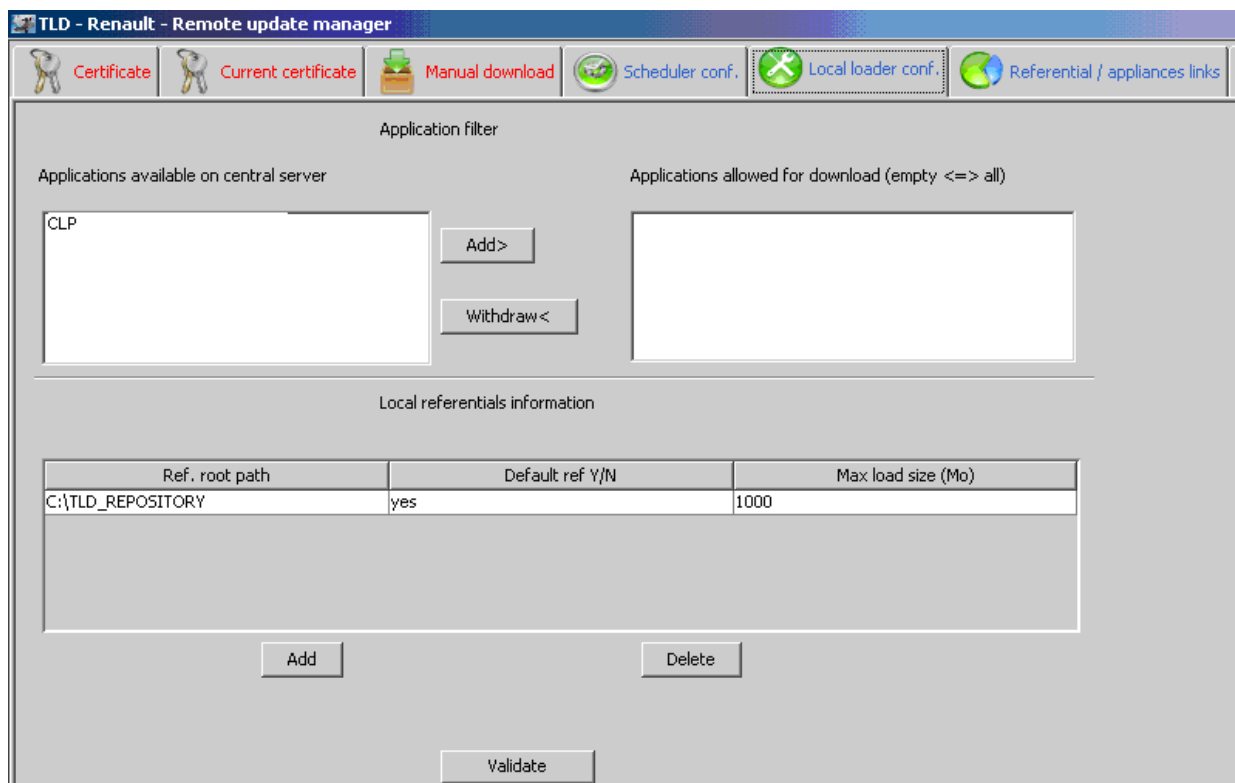 TLD - Renault - Remote update manager
Certificate Current certificate Manual download Scheduler conf. Local loader conf. Referential / appliances links
Application filter
Applications available on central server Applications allowed for download (empty <=> all)
CLP
Add>
Withdraw<
Local referentials information
Ref. root path Default ref Y/N Max load size (Mo)
C:\TLD_REPOSITORY yes 1000
Add Delete
Validate